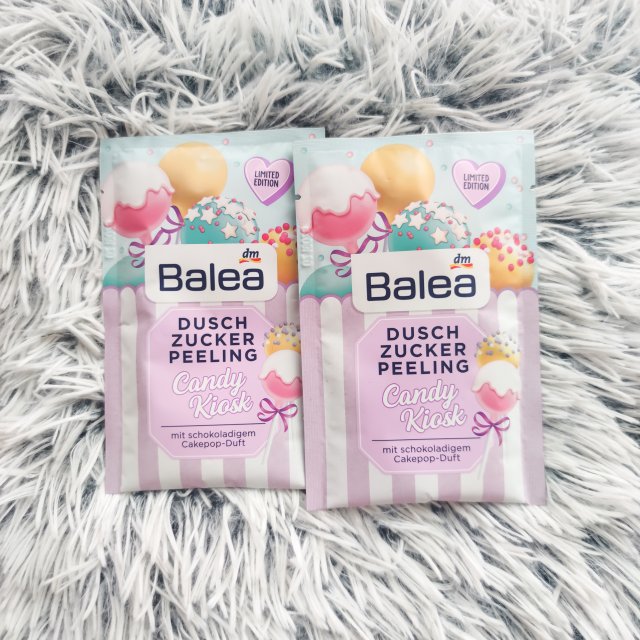 LIMITED
EDITION
dm
Balea
DUSCH
ZUCKER
PEELING
Candy
Kiosk
mit schokoladigem
Cakepop-Duft
LIMITED
EDITION
dm
Balea
DUSCH
ZUCKER
PEELING
Candy
Kiosk
mit schokoladigem
Cakepop-Duft